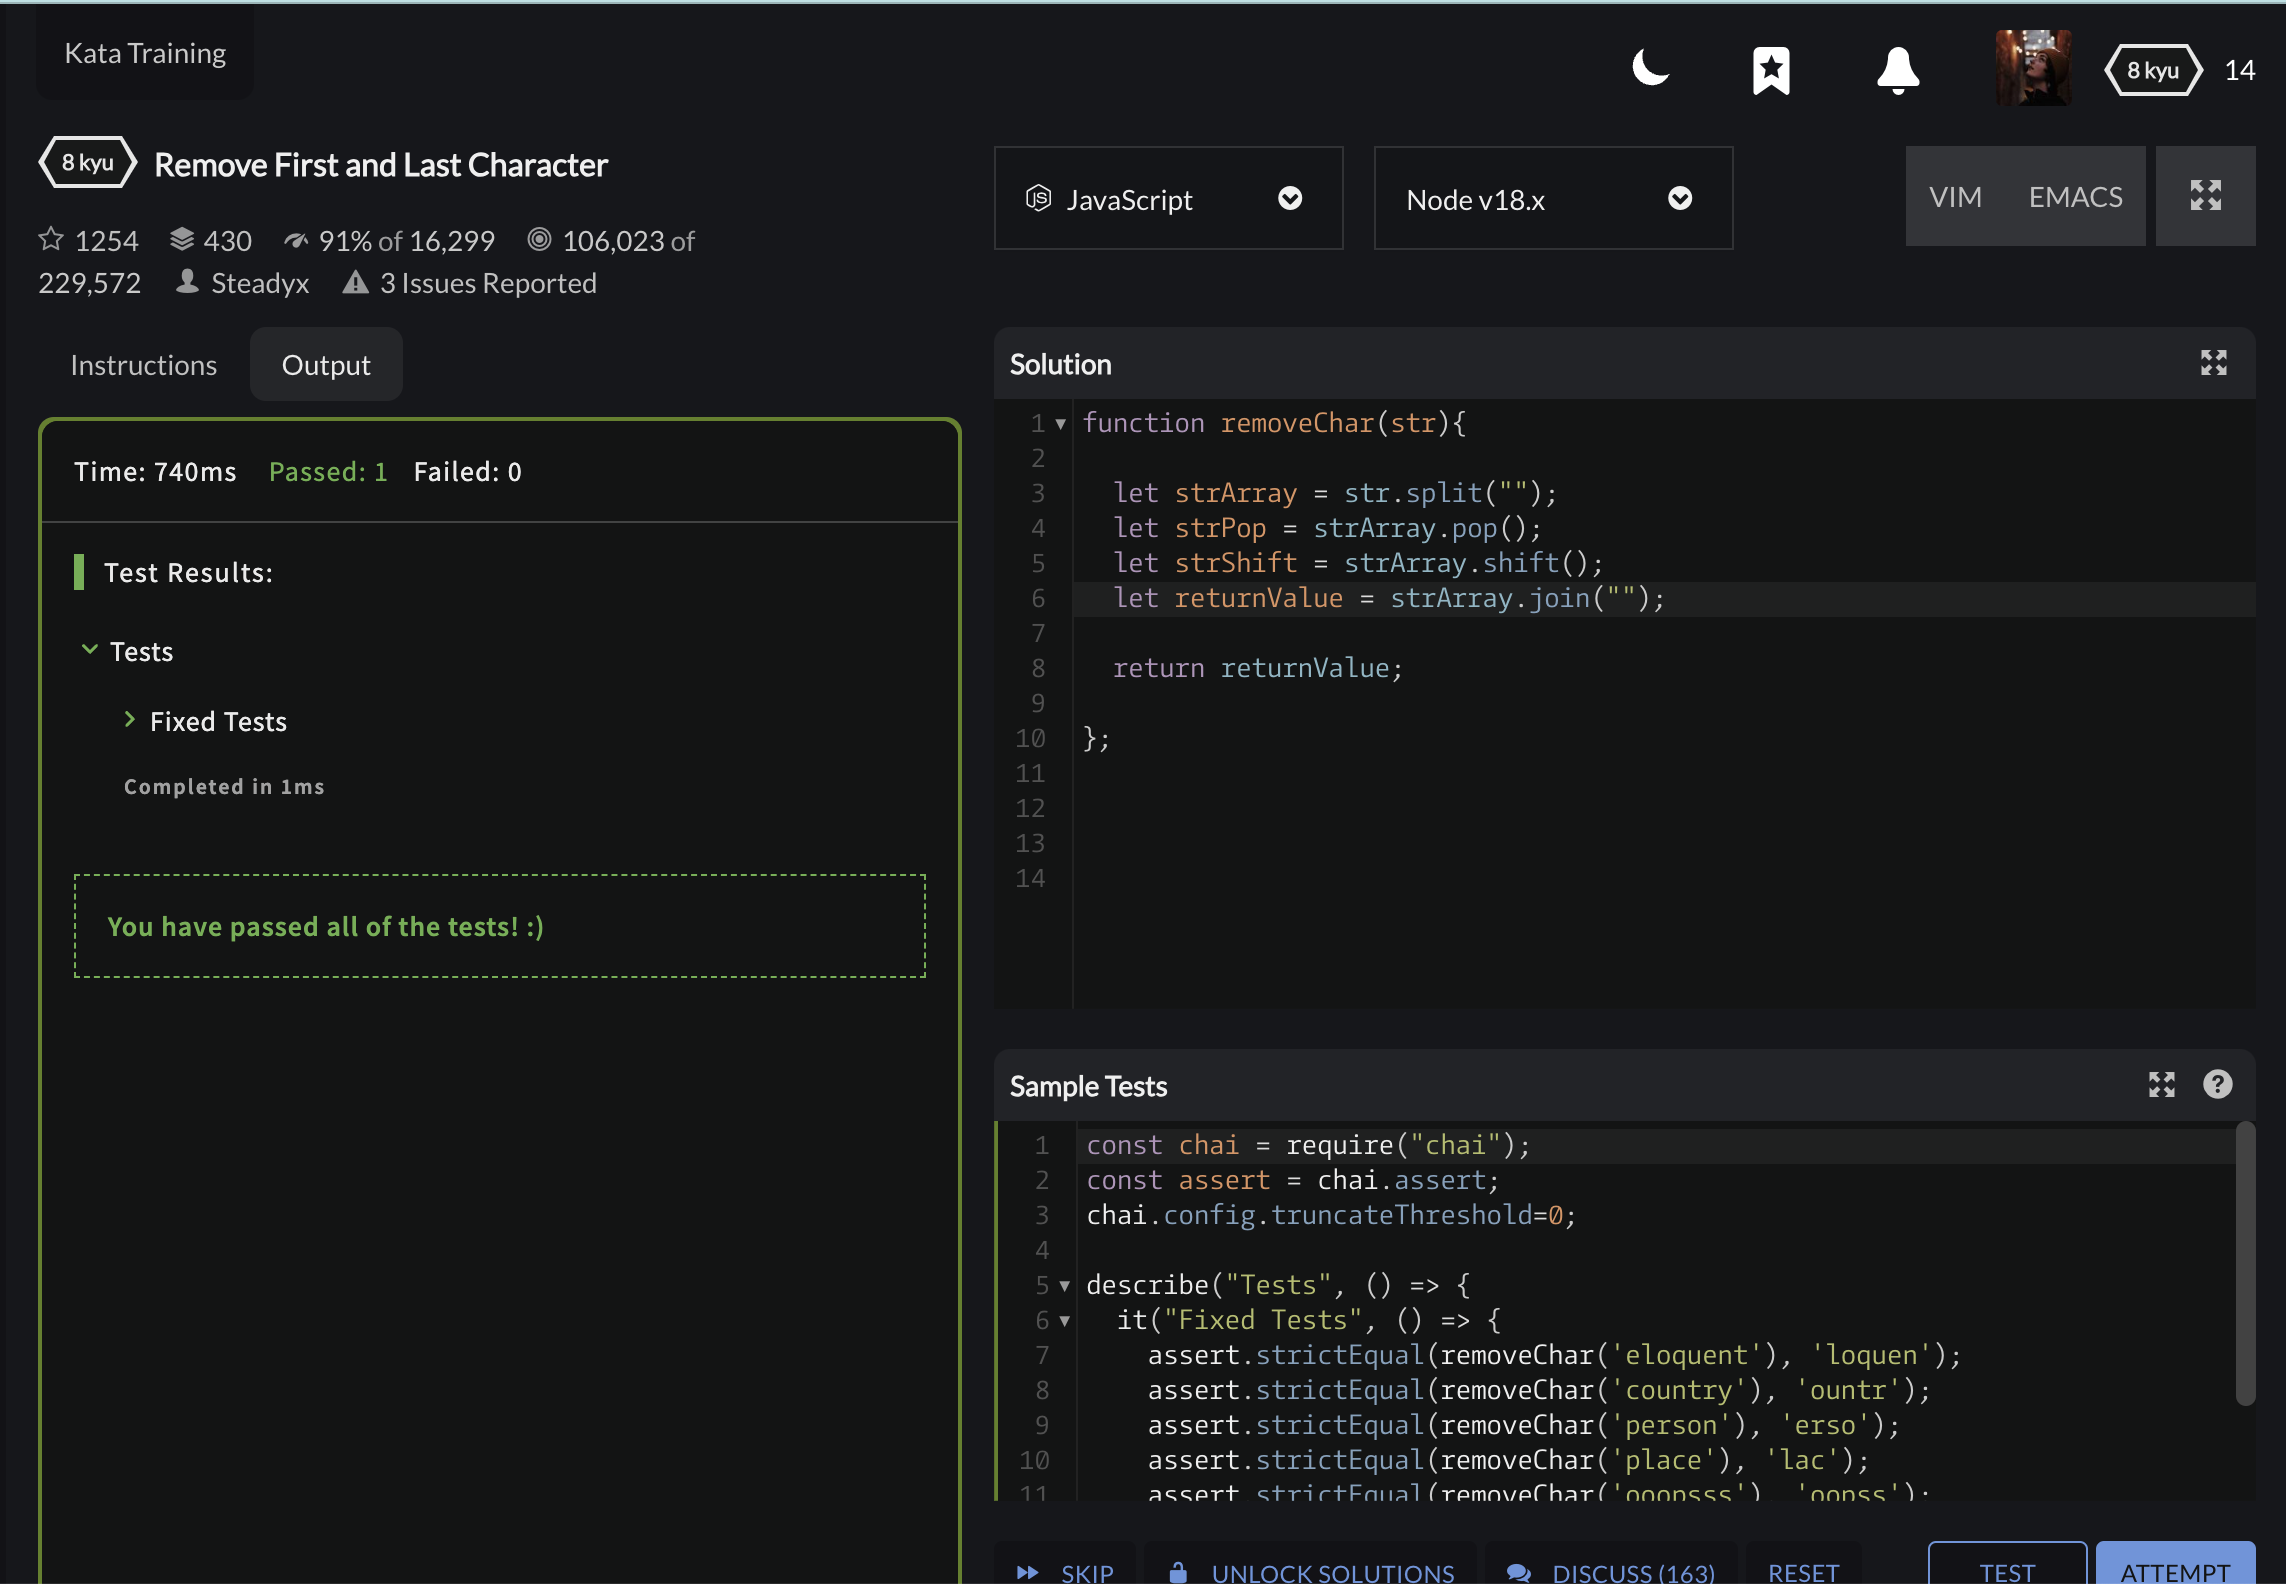 Kata Training
8 kyu 14
8 kyu Remove First and Last Character
1254 430 91% of 16,299 106,023 of
229,572 Steadyx 3 Issues Reported
JavaScript Node v18.x VIM EMACS
Instructions Output
Time: 740ms Passed: 1 Failed: 0
Test Results:
Tests
Fixed Tests
Completed in 1ms
You have passed all of the tests! :)
Solution
1 function removeChar(str){
2
3 let strArray = str.split("");
4 let strPop = strArray.pop();
5 let strShift = strArray.shift();
6 let returnValue = strArray.join("");
7
8 return returnValue;
9
10 };
11
12
13
14
Sample Tests
1 const chai = require("chai");
2 const assert = chai.assert;
3 chai.config.truncateThreshold=0;
4
5 describe("Tests", () => {
6 it("Fixed Tests", () => {
7 assert.strictEqual(removeChar('eloquent'), 'loquen');
8 assert.strictEqual(removeChar('country'), 'ountr');
9 assert.strictEqual(removeChar('person'), 'erso');
10 assert.strictEqual(removeChar('place'), 'lac');
11 assert.strictEqual(removeChar('ooopsss'), 'oopss');
SKIP UNLOCK SOLUTIONS DISCUSS (163) RESET TEST ATTEMPT